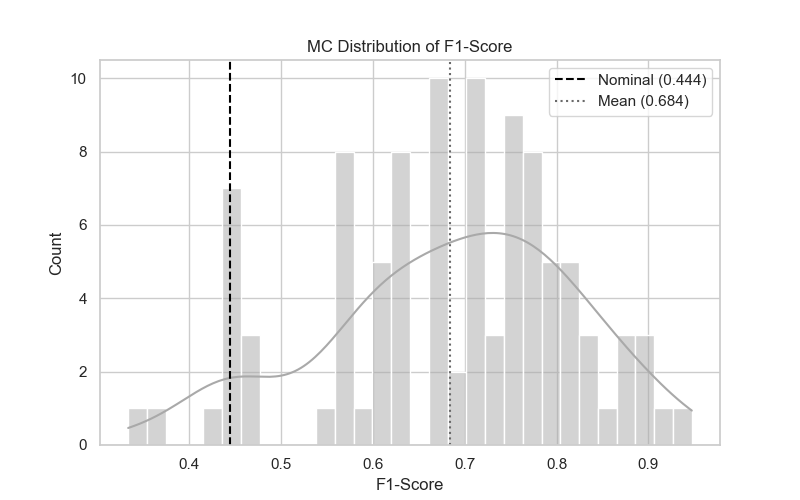 MC Distribution of F1-Score
Nominal (0.444)
Mean (0.684)
Count
10
8
6
4
2
0
0.4 0.5 0.6 0.7 0.8 0.9
F1-Score